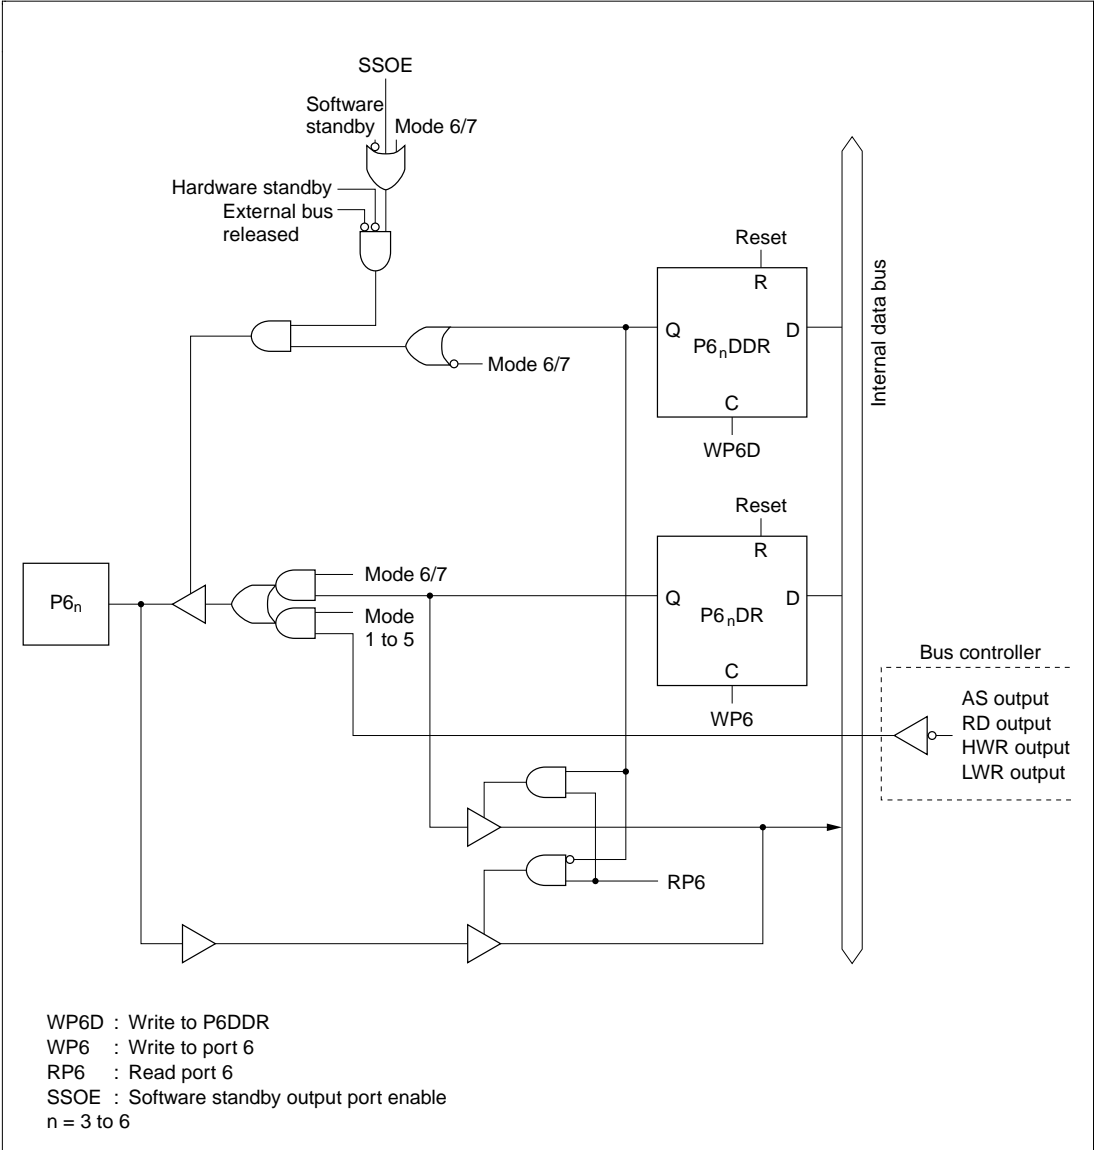 SSOE
Software
standby
Mode 6/7
Hardware standby
External bus
released
Reset
R
Q
D
P6nDDR
C
WP6D
Mode 6/7
Internal data bus
Reset
R
Q
D
P6nDR
C
WP6
P6n
Mode 6/7
Mode
1 to 5
Bus controller
AS output
RD output
HWR output
LWR output
RP6
WP6D : Write to P6DDR
WP6 : Write to port 6
RP6 : Read port 6
SSOE : Software standby output port enable
n = 3 to 6